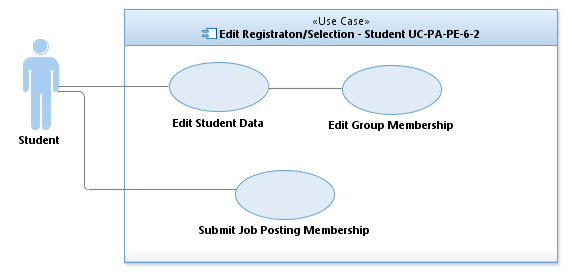 «Use Case»
Edit Registraton/Selection - Student UC-PA-PE-6-2
Edit Student Data
Edit Group Membership
Student
Submit Job Posting Membership